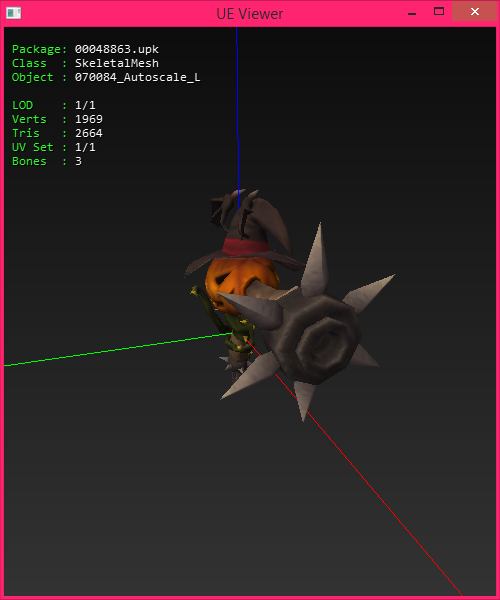 UE Viewer
Package: 00048863.upk
Class  : SkeletalMesh
Object : 070084_Autoscale_L
LOD    : 1/1
Verts  : 1969
Tris   : 2664
UV Set : 1/1
Bones  : 3